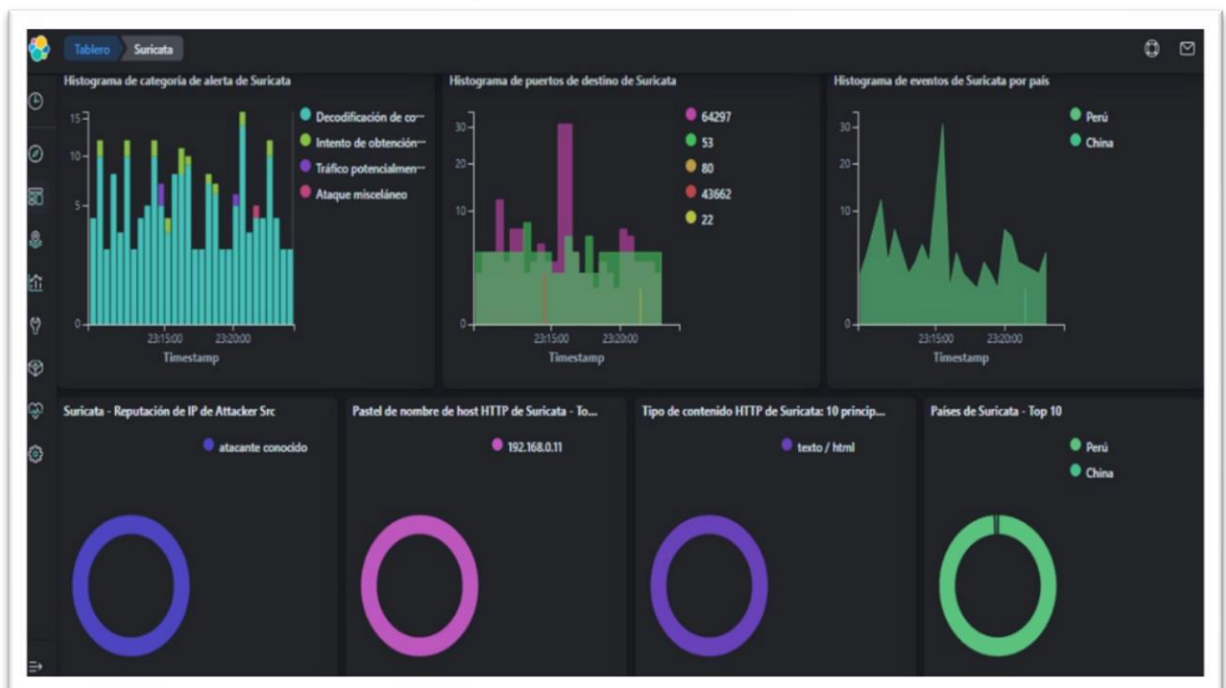 Tablero
Suricata
Histograma de categoría de alerta de Suricata
15
10
5
0
23:15:00
23:20:00
Timestamp
Decodificación de co...
Intento de obtención...
Tráfico potencialmen...
Ataque misceláneo
Histograma de puertos de destino de Suricata
30
20
10
0
23:15:00
23:20:00
Timestamp
64297
53
80
43662
22
Histograma de eventos de Suricata por país
30
20
10
0
23:15:00
23:20:00
Timestamp
Perú
China
Suricata - Reputación de IP de Attacker Src
atacante conocido
Pastel de nombre de host HTTP de Suricata - To...
192.168.0.11
Tipo de contenido HTTP de Suricata: 10 princip...
texto / html
Países de Suricata - Top 10
Perú
China